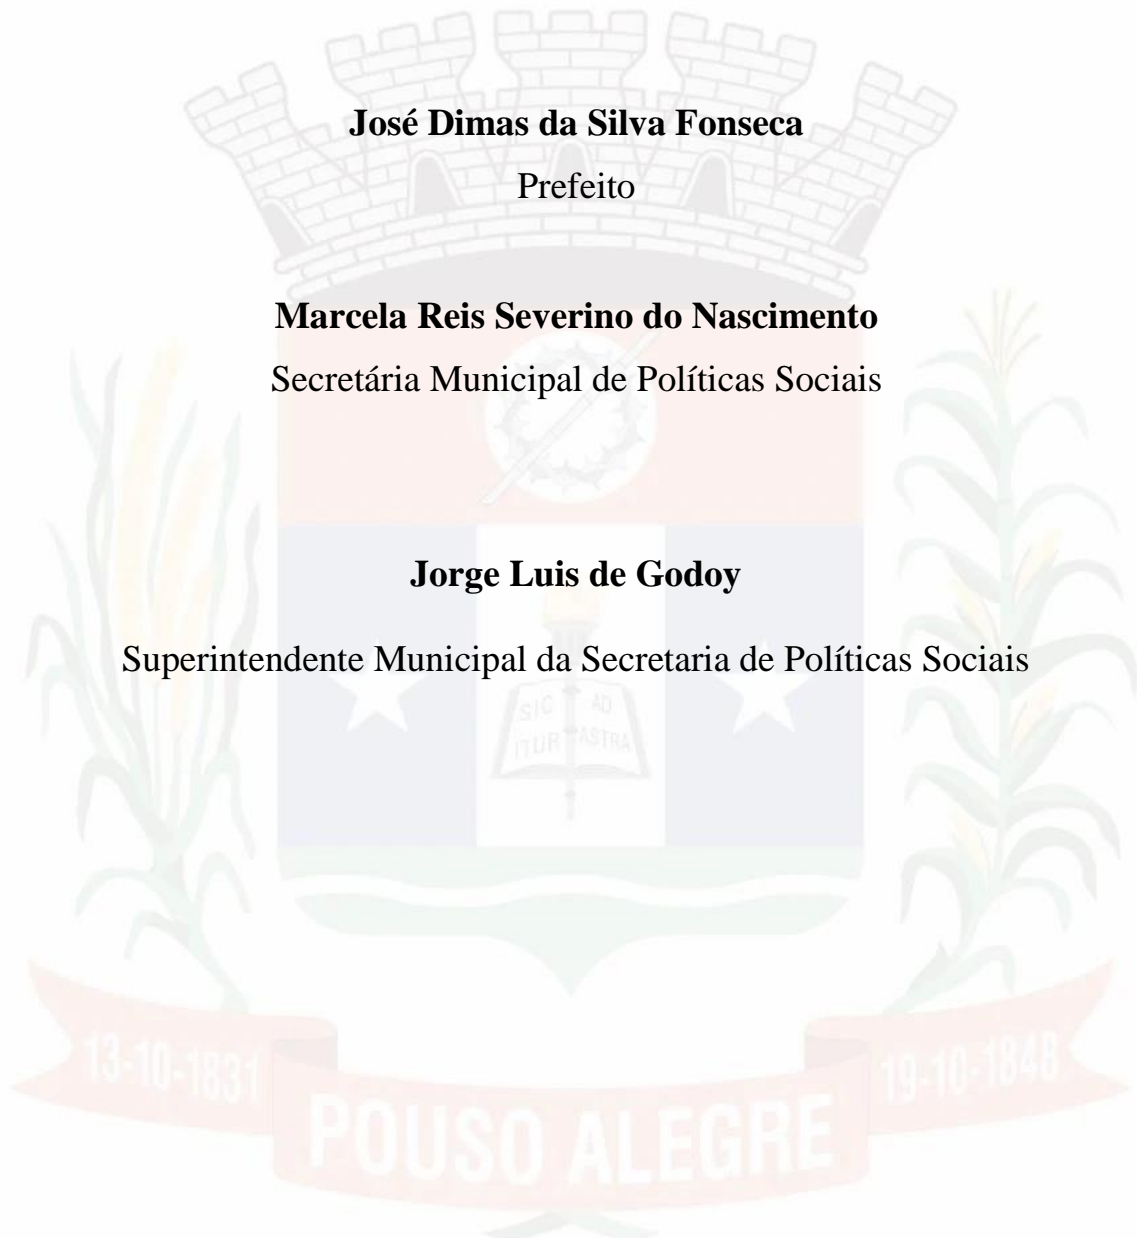 José Dimas da Silva Fonseca
Prefeito
Marcela Reis Severino do Nascimento
Secretária Municipal de Políticas Sociais
Jorge Luis de Godoy
Superintendente Municipal da Secretaria de Políticas Sociais
SIC AD
ITUR ASTRA
13-10-1831
19-10-1848
POUSO ALEGRE